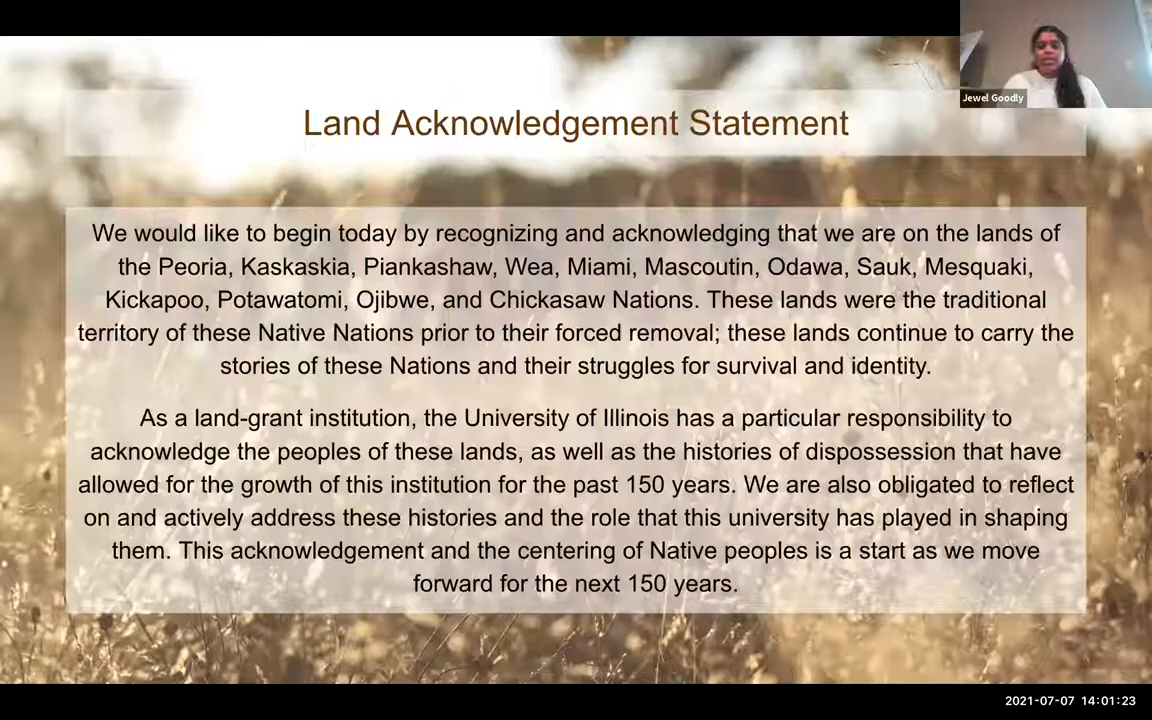 Jewel Goodly
Land Acknowledgement Statement
We would like to begin today by recognizing and acknowledging that we are on the lands of
the Peoria, Kaskaskia, Piankashaw, Wea, Miami, Mascoutin, Odawa, Sauk, Mesquaki,
Kickapoo, Potawatomi, Ojibwe, and Chickasaw Nations. These lands were the traditional
territory of these Native Nations prior to their forced removal; these lands continue to carry the
stories of these Nations and their struggles for survival and identity.
As a land-grant institution, the University of Illinois has a particular responsibility to
acknowledge the peoples of these lands, as well as the histories of dispossession that have
allowed for the growth of this institution for the past 150 years. We are also obligated to reflect
on and actively address these histories and the role that this university has played in shaping
them. This acknowledgement and the centering of Native peoples is a start as we move
forward for the next 150 years.
2021-07-07 14:01:23